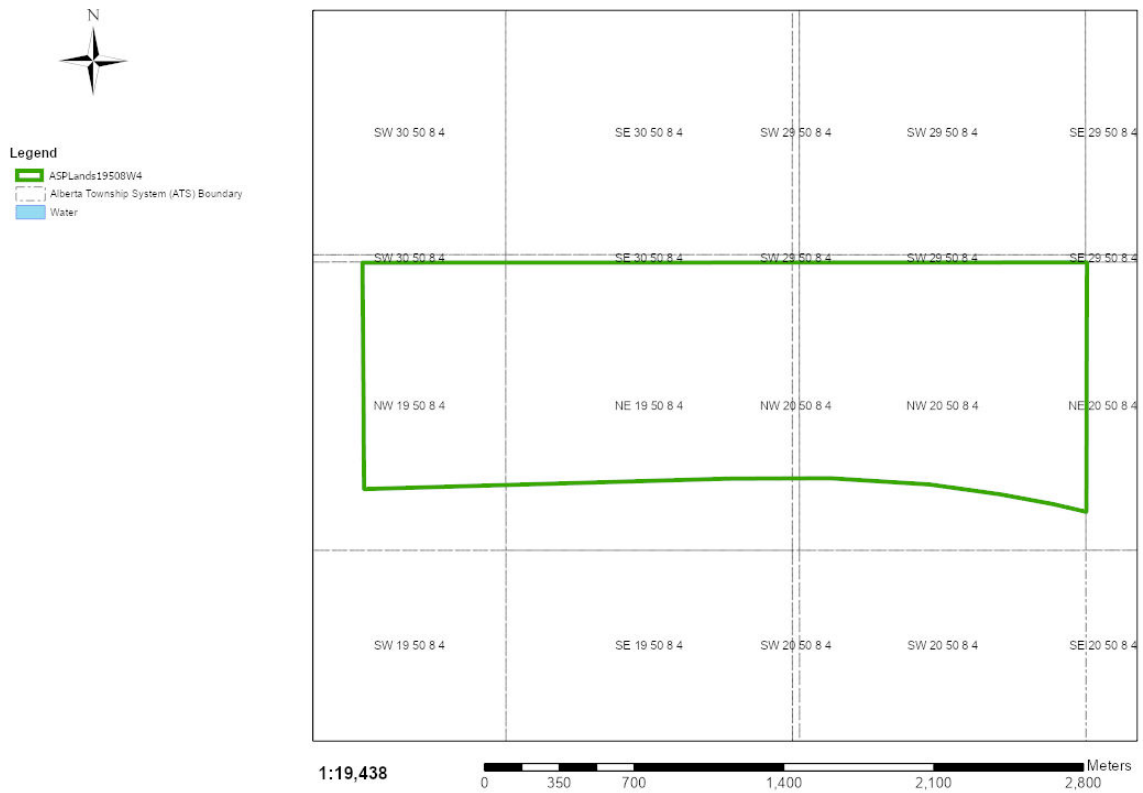 N
Legend
ASPLands19508W4
Alberta Township System (ATS) Boundary
Water
SW 30 50 8 4 SE 30 50 8 4 SW 29 50 8 4 SW 29 50 8 4 SE 29 50 8 4
SW 30 50 8 4 SE 30 50 8 4 SW 29 50 8 4 SW 29 50 8 4 SE 29 50 8 4
NW 19 50 8 4 NE 19 50 8 4 NW 20 50 8 4 NW 20 50 8 4 NE 20 50 8 4
SW 19 50 8 4 SE 19 50 8 4 SW 20 50 8 4 SW 20 50 8 4 SE 20 50 8 4
1:19,438
Meters
0 350 700 1,400 2,100 2,800